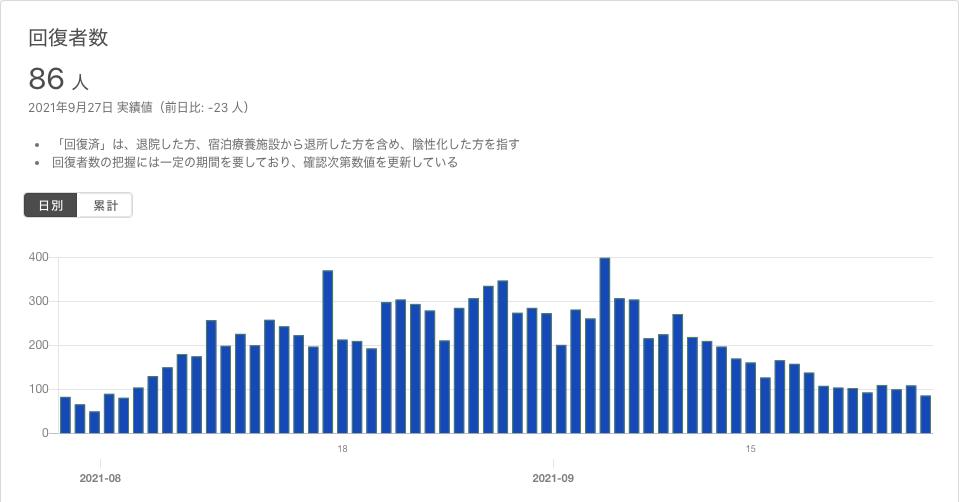 回復者数
86 人
2021年9月27日 実績値（前日比: -23 人）
• 「回復済」は、退院した方、宿泊療養施設から退所した方を含め、陰性化した方を指す
• 回復者数の把握には一定の期間を要しており、確認次第数値を更新している
日別 累計
400
300
200
100
0
18 15
2021-08 2021-09